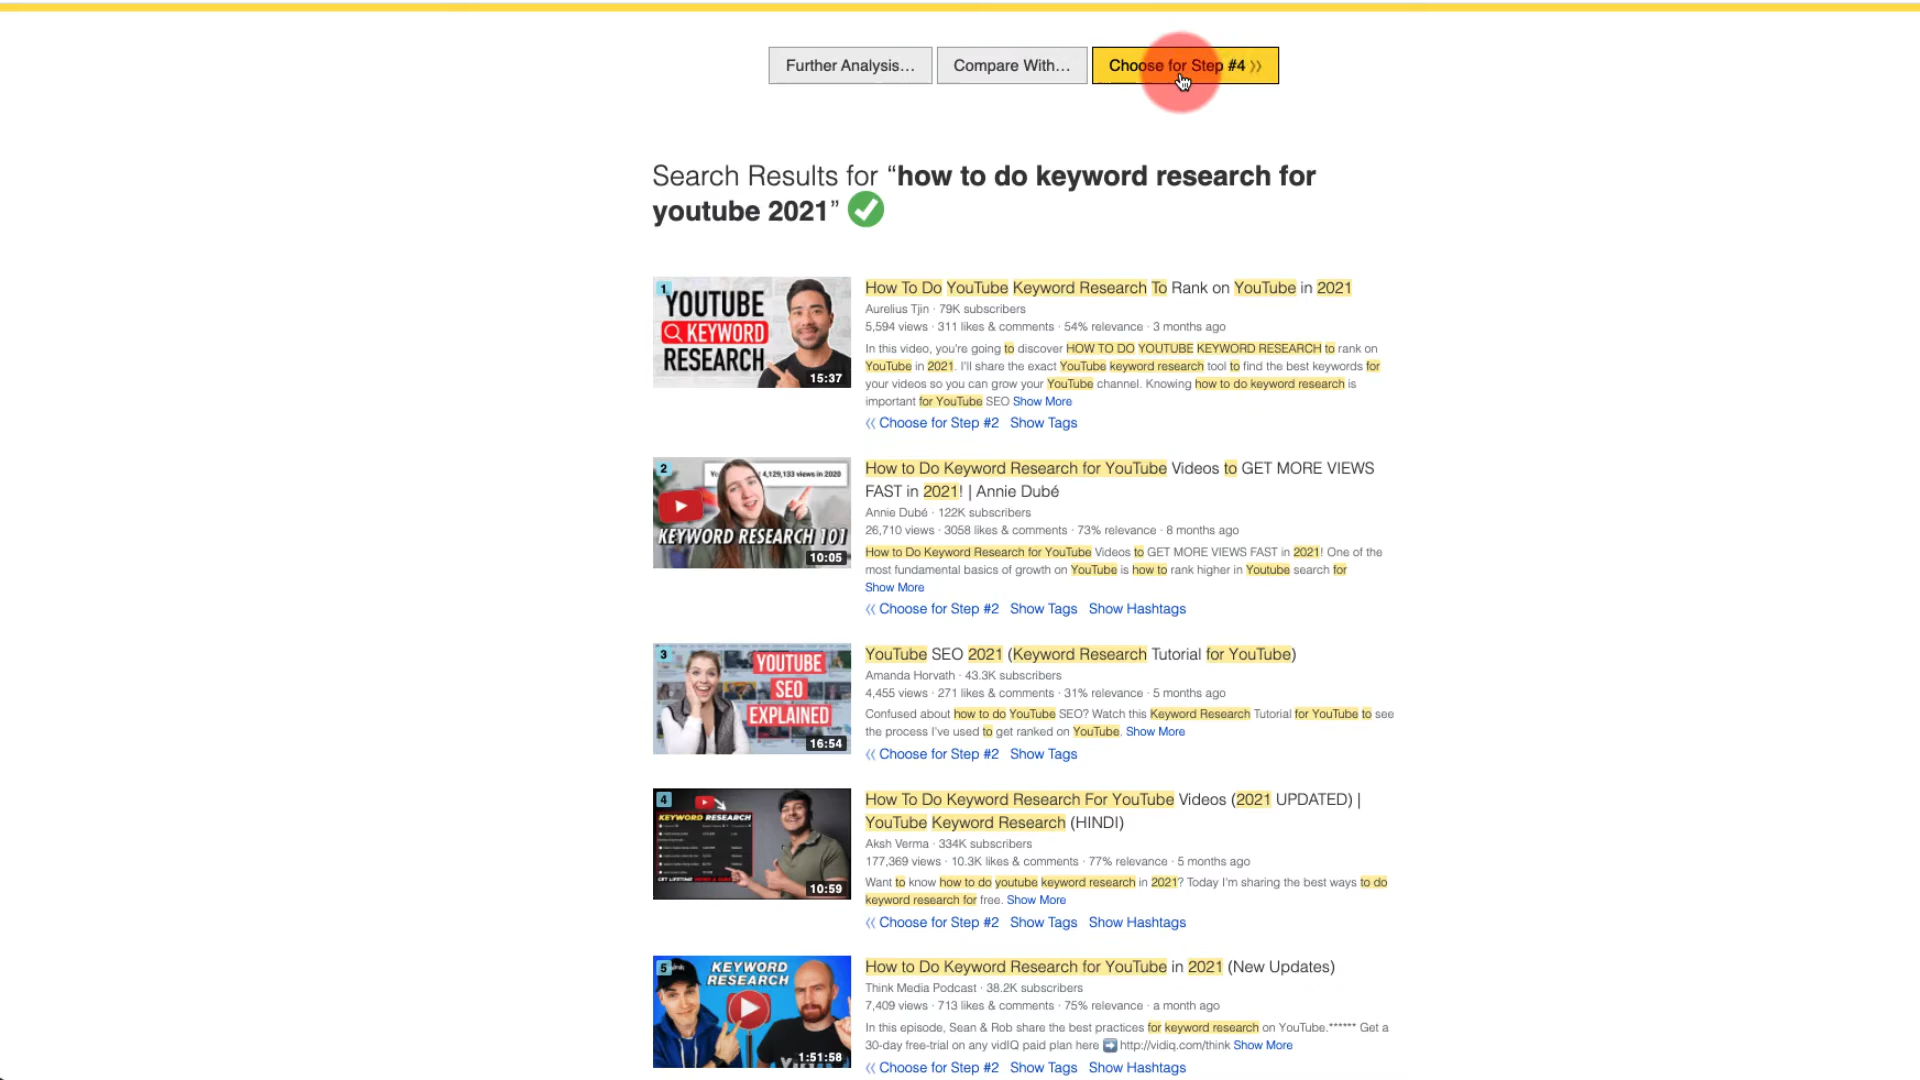 Further Analysis...
Compare With...
Choose for Step #4 »
Search Results for “how to do keyword research for
youtube 2021”
1
YOUTUBE
KEYWORD
RESEARCH
15:37
How To Do YouTube Keyword Research To Rank on YouTube in 2021
Aurelius Tjin · 79K subscribers
5,594 views · 311 likes & comments · 54% relevance · 3 months ago
In this video, you're going to discover HOW TO DO YOUTUBE KEYWORD RESEARCH to rank on
YouTube in 2021. I'll share the exact YouTube keyword research tool to find the best keywords for
your videos so you can grow your YouTube channel. Knowing how to do keyword research is
important for YouTube SEO Show More
« Choose for Step #2 Show Tags
2
4,129,133 views in 2020
KEYWORD RESEARCH 101
10:05
How to Do Keyword Research for YouTube Videos to GET MORE VIEWS
FAST in 2021! | Annie Dubé
Annie Dubé · 122K subscribers
26,710 views · 3058 likes & comments · 73% relevance · 8 months ago
How to Do Keyword Research for YouTube Videos to GET MORE VIEWS FAST in 2021! One of the
most fundamental basics of growth on YouTube is how to rank higher in Youtube search for
Show More
« Choose for Step #2 Show Tags Show Hashtags
3
YOUTUBE
SEO
EXPLAINED
16:54
YouTube SEO 2021 (Keyword Research Tutorial for YouTube)
Amanda Horvath · 43.3K subscribers
4,455 views · 271 likes & comments · 31% relevance · 5 months ago
Confused about how to do YouTube SEO? Watch this Keyword Research Tutorial for YouTube to see
the process I've used to get ranked on YouTube. Show More
« Choose for Step #2 Show Tags
4
KEYWORD RESEARCH
10:59
How To Do Keyword Research For YouTube Videos (2021 UPDATED) |
YouTube Keyword Research (HINDI)
Aksh Verma · 334K subscribers
177,369 views · 10.3K likes & comments · 77% relevance · 5 months ago
Want to know how to do youtube keyword research in 2021? Today I'm sharing the best ways to do
keyword research for free. Show More
« Choose for Step #2 Show Tags Show Hashtags
5
KEYWORD
RESEARCH
1:51:58
How to Do Keyword Research for YouTube in 2021 (New Updates)
Think Media Podcast · 38.2K subscribers
7,409 views · 713 likes & comments · 75% relevance · a month ago
In this episode, Sean & Rob share the best practices for keyword research on YouTube.****** Get a
30-day free-trial on any vidIQ paid plan here ➡ http://vidiq.com/think Show More
« Choose for Step #2 Show Tags Show Hashtags